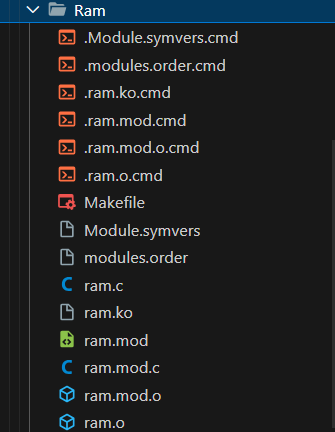 Ram
.Module.symvers.cmd
.modules.order.cmd
.ram.ko.cmd
.ram.mod.cmd
.ram.mod.o.cmd
.ram.o.cmd
Makefile
Module.symvers
modules.order
ram.c
ram.ko
ram.mod
ram.mod.c
ram.mod.o
ram.o